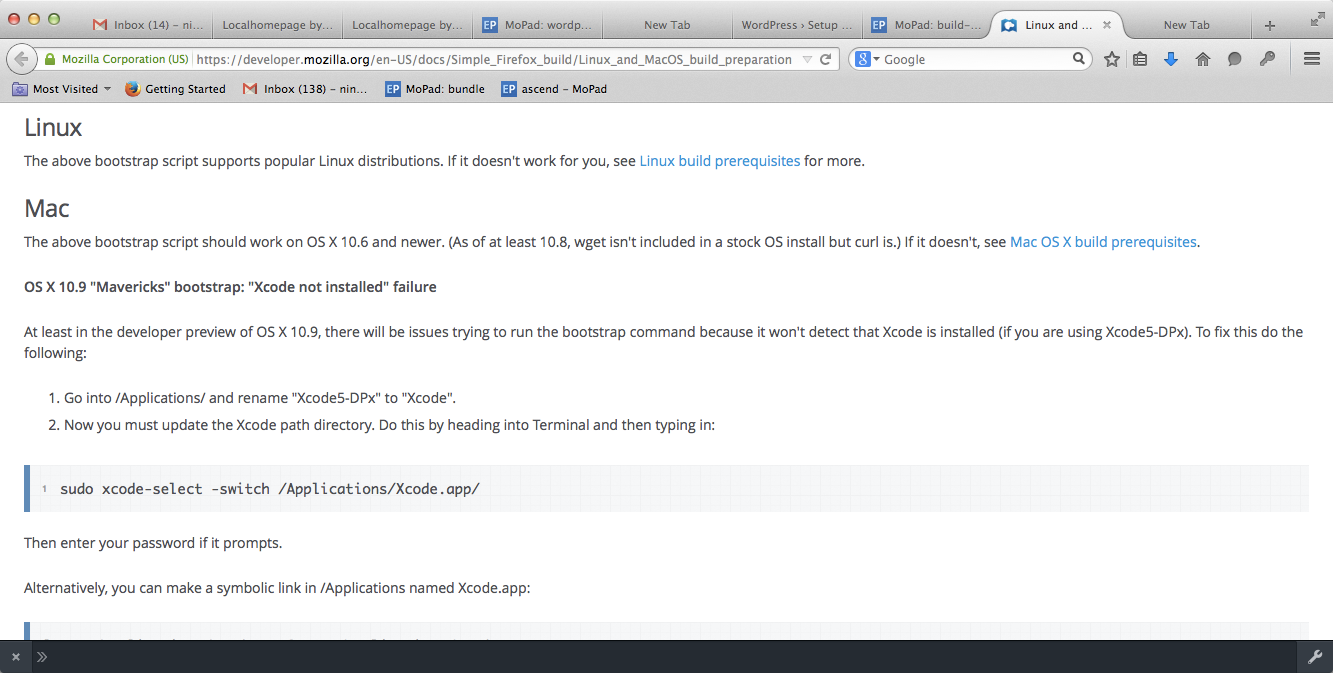 Inbox (14) – ni...
Localhomepage by...
Localhomepage by...
EP MoPad: wordp...
New Tab
WordPress › Setup ...
EP MoPad: build-...
Linux and ...
New Tab
Mozilla Corporation (US)
https://developer.mozilla.org/en-US/docs/Simple_Firefox_build/Linux_and_MacOS_build_preparation
8 Google
Most Visited
Getting Started
Inbox (138) – nin...
EP MoPad: bundle
EP ascend – MoPad
Linux
The above bootstrap script supports popular Linux distributions. If it doesn't work for you, see Linux build prerequisites for more.
Mac
The above bootstrap script should work on OS X 10.6 and newer. (As of at least 10.8, wget isn't included in a stock OS install but curl is.) If it doesn't, see Mac OS X build prerequisites.
OS X 10.9 "Mavericks" bootstrap: "Xcode not installed" failure
At least in the developer preview of OS X 10.9, there will be issues trying to run the bootstrap command because it won't detect that Xcode is installed (if you are using Xcode5-DPx). To fix this do the
following:
1. Go into /Applications/ and rename "Xcode5-DPx" to "Xcode".
2. Now you must update the Xcode path directory. Do this by heading into Terminal and then typing in:
1 sudo xcode-select -switch /Applications/Xcode.app/
Then enter your password if it prompts.
Alternatively, you can make a symbolic link in /Applications named Xcode.app: